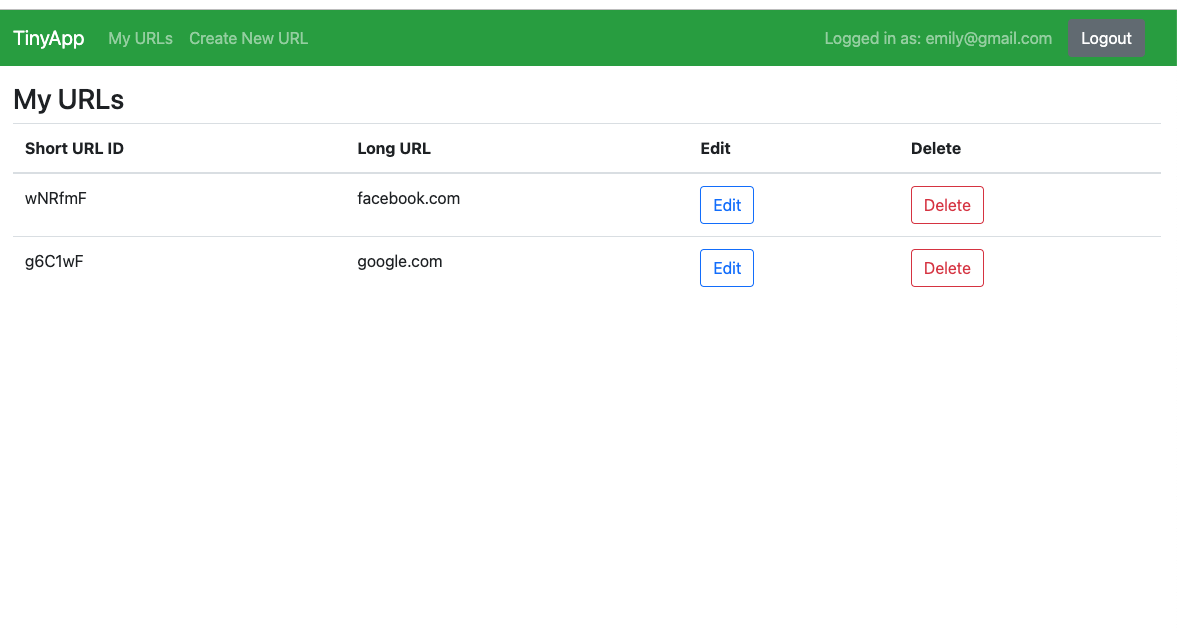 TinyApp My URLs Create New URL Logged in as: emily@gmail.com Logout
My URLs
Short URL ID Long URL Edit Delete
wNRfmF facebook.com Edit Delete
g6C1wF google.com Edit Delete